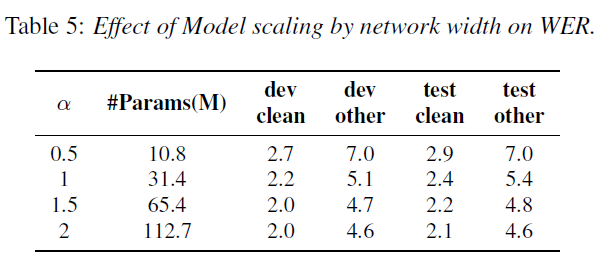 Table 5: Effect of Model scaling by network width on WER.
α #Params(M) dev clean dev other test clean test other
0.5 10.8 2.7 7.0 2.9 7.0
1 31.4 2.2 5.1 2.4 5.4
1.5 65.4 2.0 4.7 2.2 4.8
2 112.7 2.0 4.6 2.1 4.6